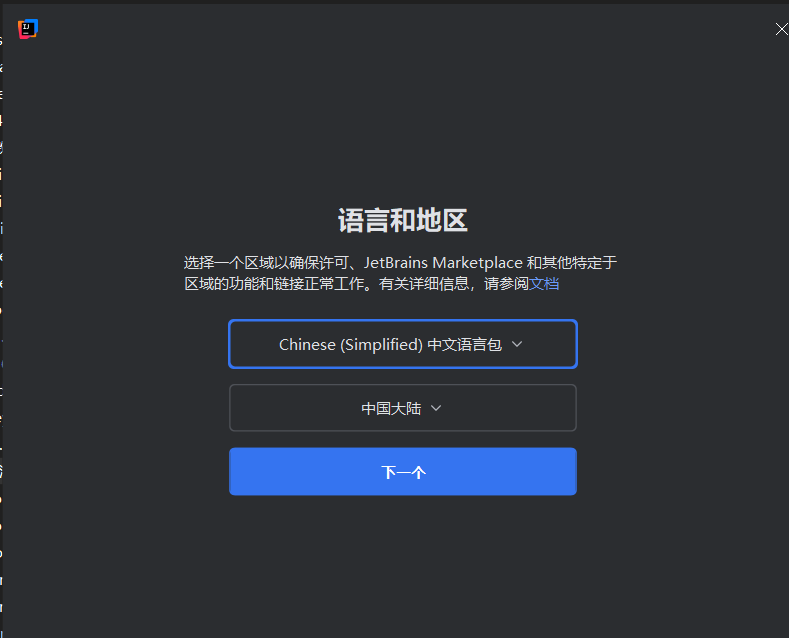 IJ
语言和地区
选择一个区域以确保许可、JetBrains Marketplace 和其他特定于
区域的功能和链接正常工作。有关详细信息，请参阅文档
Chinese (Simplified) 中文语言包
中国大陆
下一个